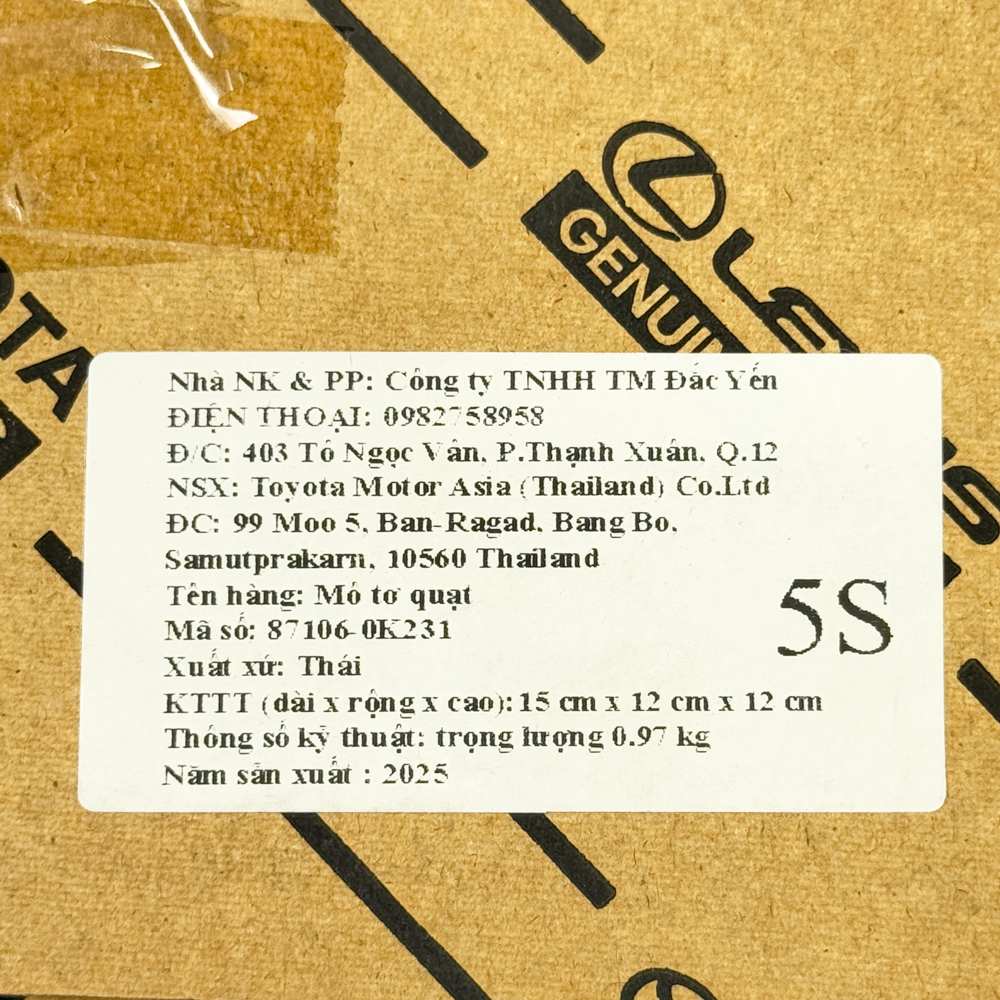 LEXUS
GENUIN
OTA
Nhà NK & PP: Công ty TNHH TM Đắc Yến
ĐIỆN THOẠI: 0982758958
Đ/C: 403 Tô Ngọc Vân, P.Thạnh Xuân, Q.12
NSX: Toyota Motor Asia (Thailand) Co.Ltd
ĐC: 99 Moo 5, Ban-Ragad, Bang Bo,
Samutprakarn, 10560 Thailand
Tên hàng: Mô tơ quạt
Mã số: 87106-0K231
5S
Xuất xứ: Thái
KTTT (dài x rộng x cao): 15 cm x 12 cm x 12 cm
Thông số kỹ thuật: trọng lượng 0.97 kg
Năm sản xuất : 2025